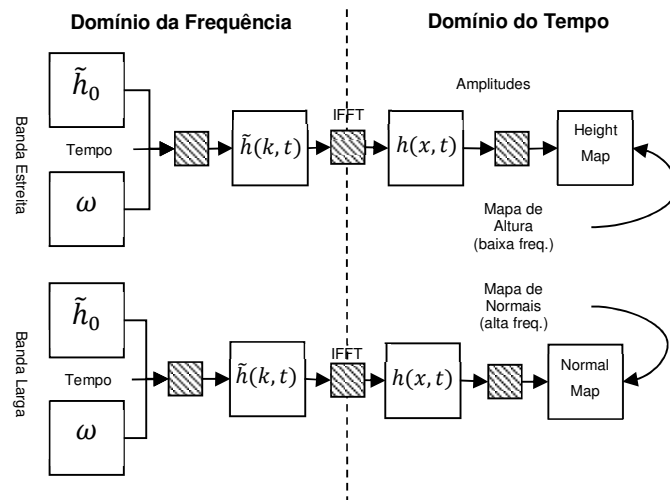 Domínio da Frequência
Domínio do Tempo
Banda Estreita
h̃₀
Tempo
ω
h̃(k, t)
IFFT
h(x, t)
Amplitudes
Height
Map
Mapa de
Altura
(baixa freq.)
Banda Larga
h̃₀
Tempo
ω
h̃(k, t)
IFFT
h(x, t)
Mapa de
Normais
(alta freq.)
Normal
Map